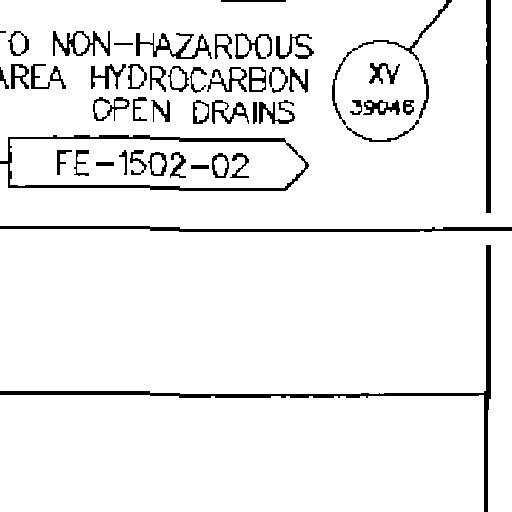 TO NON-HAZARDOUS
AREA HYDROCARBON
OPEN DRAINS
FE-1502-02
XV
39046